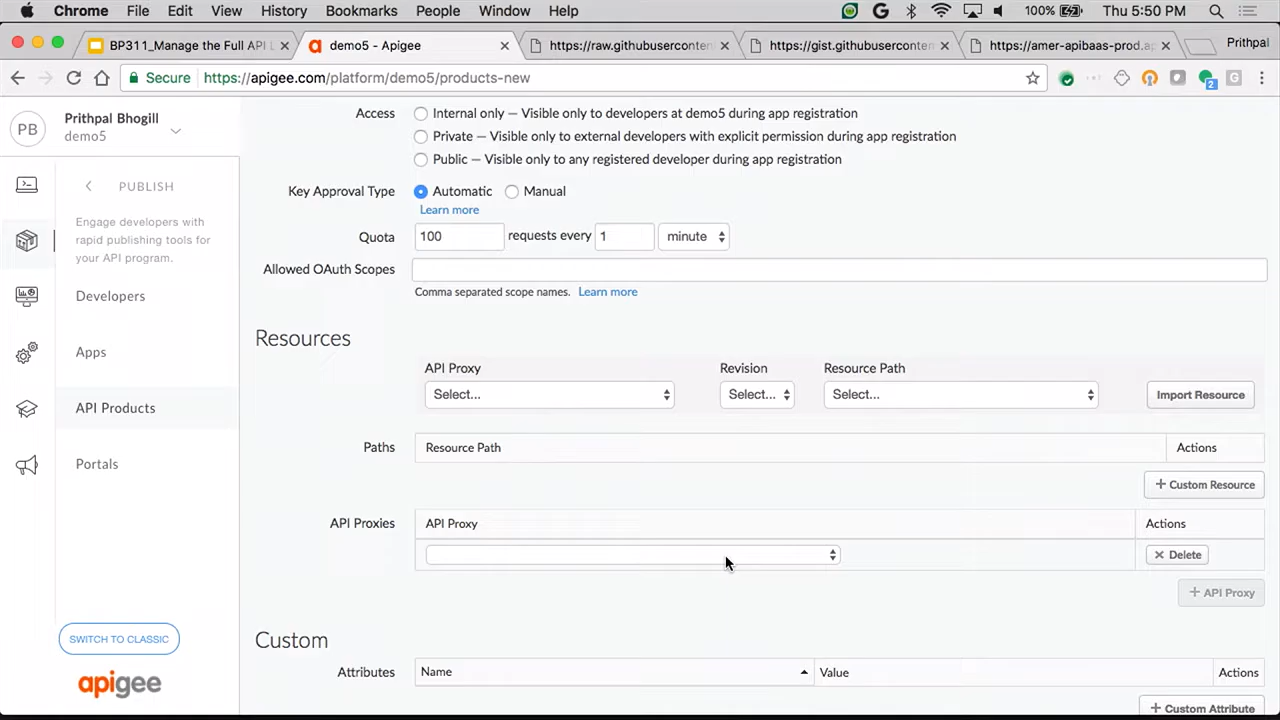 Chrome File Edit View History Bookmarks People Window Help 100% Thu 5:50 PM
BP311_Manage the Full API L
demo5 - Apigee
https://raw.githubusercontent
https://gist.githubusercontent
https://amer-apibaas-prod.ap
Prithpal
Secure https://apigee.com/platform/demo5/products-new
2
PB
Prithpal Bhogill
demo5
PUBLISH
Engage developers with
rapid publishing tools for
your API program.
Developers
Apps
API Products
Portals
SWITCH TO CLASSIC
apigee
Access
Internal only — Visible only to developers at demo5 during app registration
Private — Visible only to external developers with explicit permission during app registration
Public — Visible only to any registered developer during app registration
Key Approval Type Automatic Manual
Learn more
Quota 100 requests every 1 minute
Allowed OAuth Scopes
Comma separated scope names. Learn more
Resources
API Proxy Revision Resource Path
Select... Select... Select... Import Resource
Paths Resource Path Actions
+ Custom Resource
API Proxies API Proxy Actions
× Delete
+ API Proxy
Custom
Attributes Name Value Actions
+ Custom Attribute